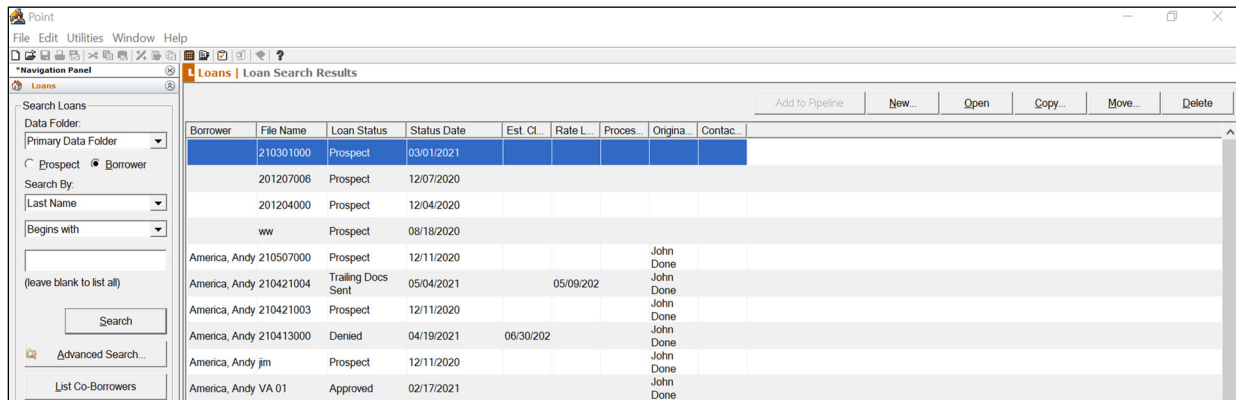 Point
File Edit Utilities Window Help
*Navigation Panel
Loans
Search Loans
Data Folder:
Primary Data Folder
Prospect Borrower
Search By:
Last Name
Begins with
(leave blank to list all)
Search
Advanced Search...
List Co-Borrowers
L Loans | Loan Search Results
Add to Pipeline New... Open Copy... Move... Delete
Borrower File Name Loan Status Status Date Est. Cl... Rate L... Proces... Origina... Contac...
210301000 Prospect 03/01/2021
201207006 Prospect 12/07/2020
201204000 Prospect 12/04/2020
ww Prospect 08/18/2020
America, Andy 210507000 Prospect 12/11/2020 John Done
America, Andy 210421004 Trailing Docs Sent 05/04/2021 05/09/202 John Done
America, Andy 210421003 Prospect 12/11/2020 John Done
America, Andy 210413000 Denied 04/19/2021 06/30/202 John Done
America, Andy jim Prospect 12/11/2020 John Done
America, Andy VA 01 Approved 02/17/2021 John Done